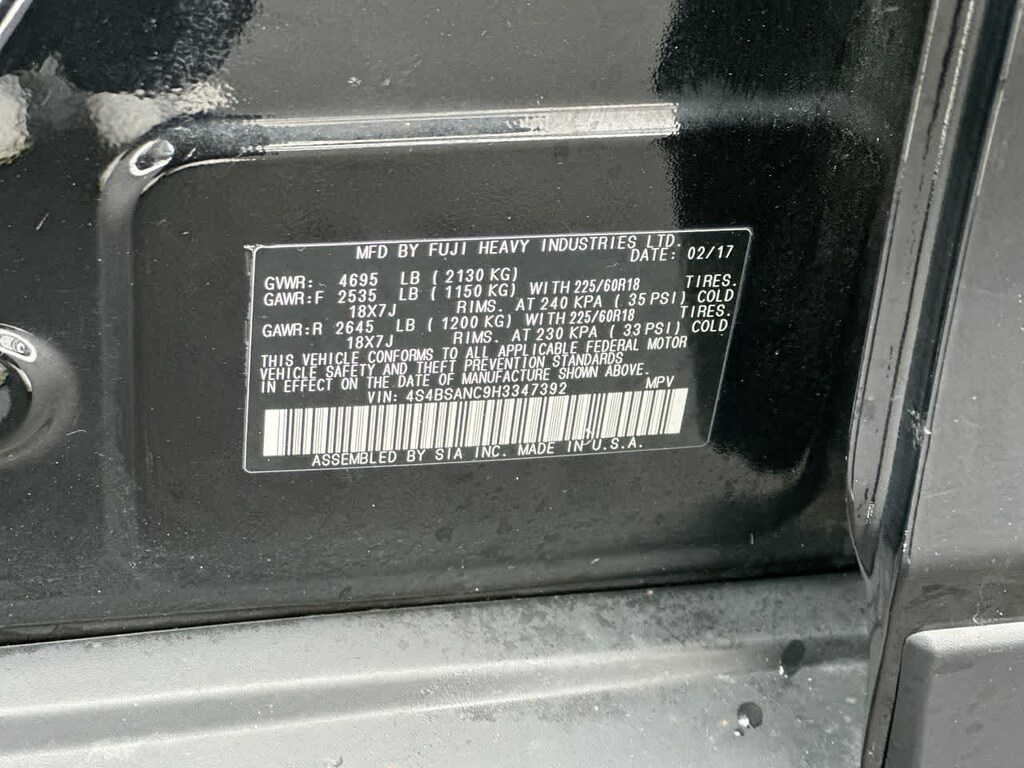 MFD BY FUJI HEAVY INDUSTRIES LTD.
DATE: 02/17
GVWR: 4695 LB ( 2130 KG)
GAWR:F 2535 LB ( 1150 KG) WITH 225/60R18 TIRES.
18X7J RIMS. AT 240 KPA ( 35 PSI) COLD
GAWR:R 2645 LB ( 1200 KG) WITH 225/60R18 TIRES.
18X7J RIMS. AT 230 KPA ( 33 PSI) COLD
THIS VEHICLE CONFORMS TO ALL APPLICABLE FEDERAL MOTOR
VEHICLE SAFETY AND THEFT PREVENTION STANDARDS
IN EFFECT ON THE DATE OF MANUFACTURE SHOWN ABOVE.
VIN: 4S4BSANC9H3347392 MPV
ASSEMBLED BY SIA INC. MADE IN U.S.A.